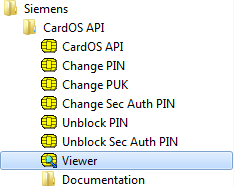 Siemens
CardOS API
CardOS API
Change PIN
Change PUK
Change Sec Auth PIN
Unblock PIN
Unblock Sec Auth PIN
Viewer
Documentation